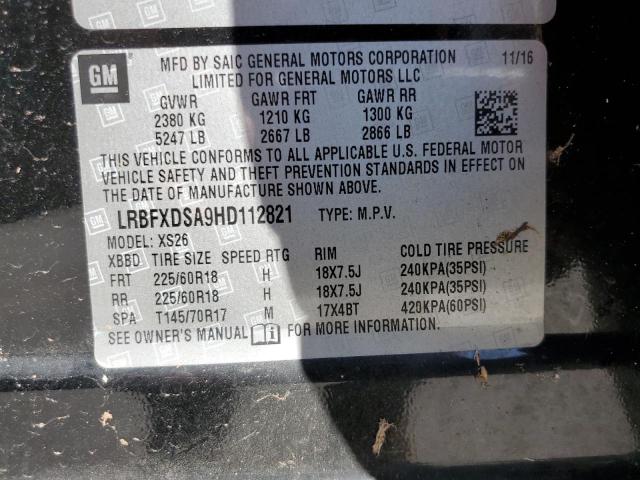 GM
MFD BY SAIC GENERAL MOTORS CORPORATION 11/16
LIMITED FOR GENERAL MOTORS LLC
GVWR GAWR FRT GAWR RR
2380 KG 1210 KG 1300 KG
5247 LB 2667 LB 2866 LB
THIS VEHICLE CONFORMS TO ALL APPLICABLE U.S. FEDERAL MOTOR
VEHICLE SAFETY AND THEFT PREVENTION STANDARDS IN EFFECT ON
THE DATE OF MANUFACTURE SHOWN ABOVE.
LRBFXDSA9HD112821 TYPE: M.P.V.
MODEL: XS26
XBBD TIRE SIZE SPEED RTG RIM COLD TIRE PRESSURE
FRT 225/60R18 H 18X7.5J 240KPA(35PSI)
RR 225/60R18 H 18X7.5J 240KPA(35PSI)
SPA T145/70R17 M 17X4BT 420KPA(60PSI)
SEE OWNER'S MANUAL FOR MORE INFORMATION.